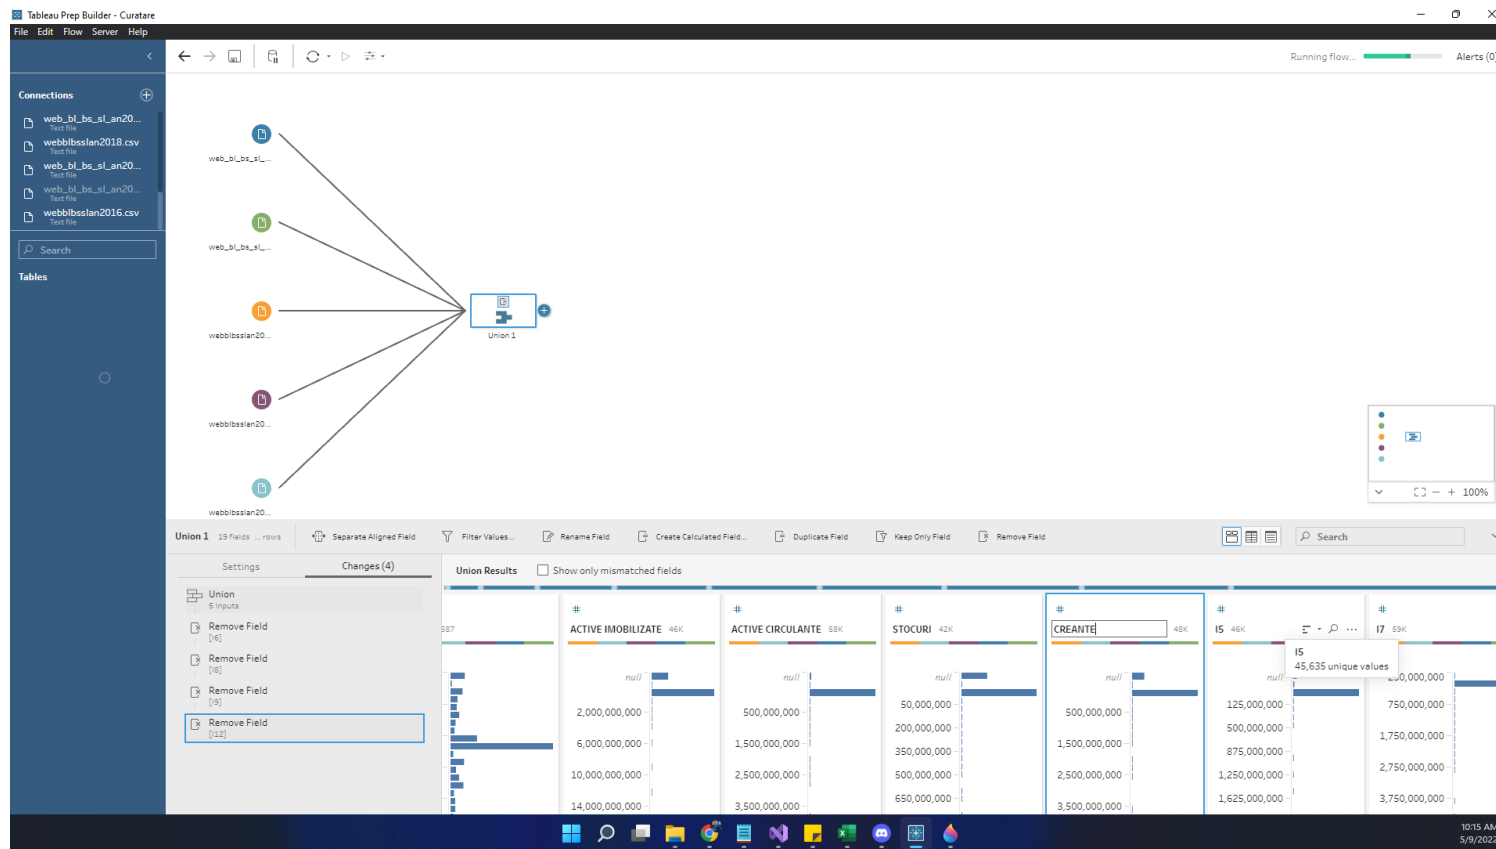 Tableau Prep Builder - Curatare
File Edit Flow Server Help
Running flow... Alerts (0)
Connections
web_bl_bs_sl_an20...
Text file
webblbsslan2018.csv
Text file
web_bl_bs_sl_an20...
Text file
web_bl_bs_sl_an20...
Text file
webblbsslan2016.csv
Text file
Search
Tables
web_bl_bs_sl_...
web_bl_bs_sl_...
webblbsslan20...
webblbsslan20...
webblbsslan20...
Union 1
100%
Union 1 19 fields ...rows Separate Aligned Field Filter Values... Rename Field Create Calculated Field... Duplicate Field Keep Only Field Remove Field Search
Settings Changes (4)
Union
5 Inputs
Remove Field
[I6]
Remove Field
[I8]
Remove Field
[I9]
Remove Field
[I12]
Union Results Show only mismatched fields
587
# ACTIVE IMOBILIZATE 46K
null
2,000,000,000
6,000,000,000
10,000,000,000
14,000,000,000
# ACTIVE CIRCULANTE 58K
null
500,000,000
1,500,000,000
2,500,000,000
3,500,000,000
# STOCURI 42K
null
50,000,000
200,000,000
350,000,000
500,000,000
650,000,000
# CREANTE 48K
null
500,000,000
1,500,000,000
2,500,000,000
3,500,000,000
# I5 46K
null
125,000,000
500,000,000
875,000,000
1,250,000,000
1,625,000,000
I5
45,635 unique values
# I7 59K
750,000,000
1,750,000,000
2,750,000,000
3,750,000,000
10:15 AM
5/9/2022